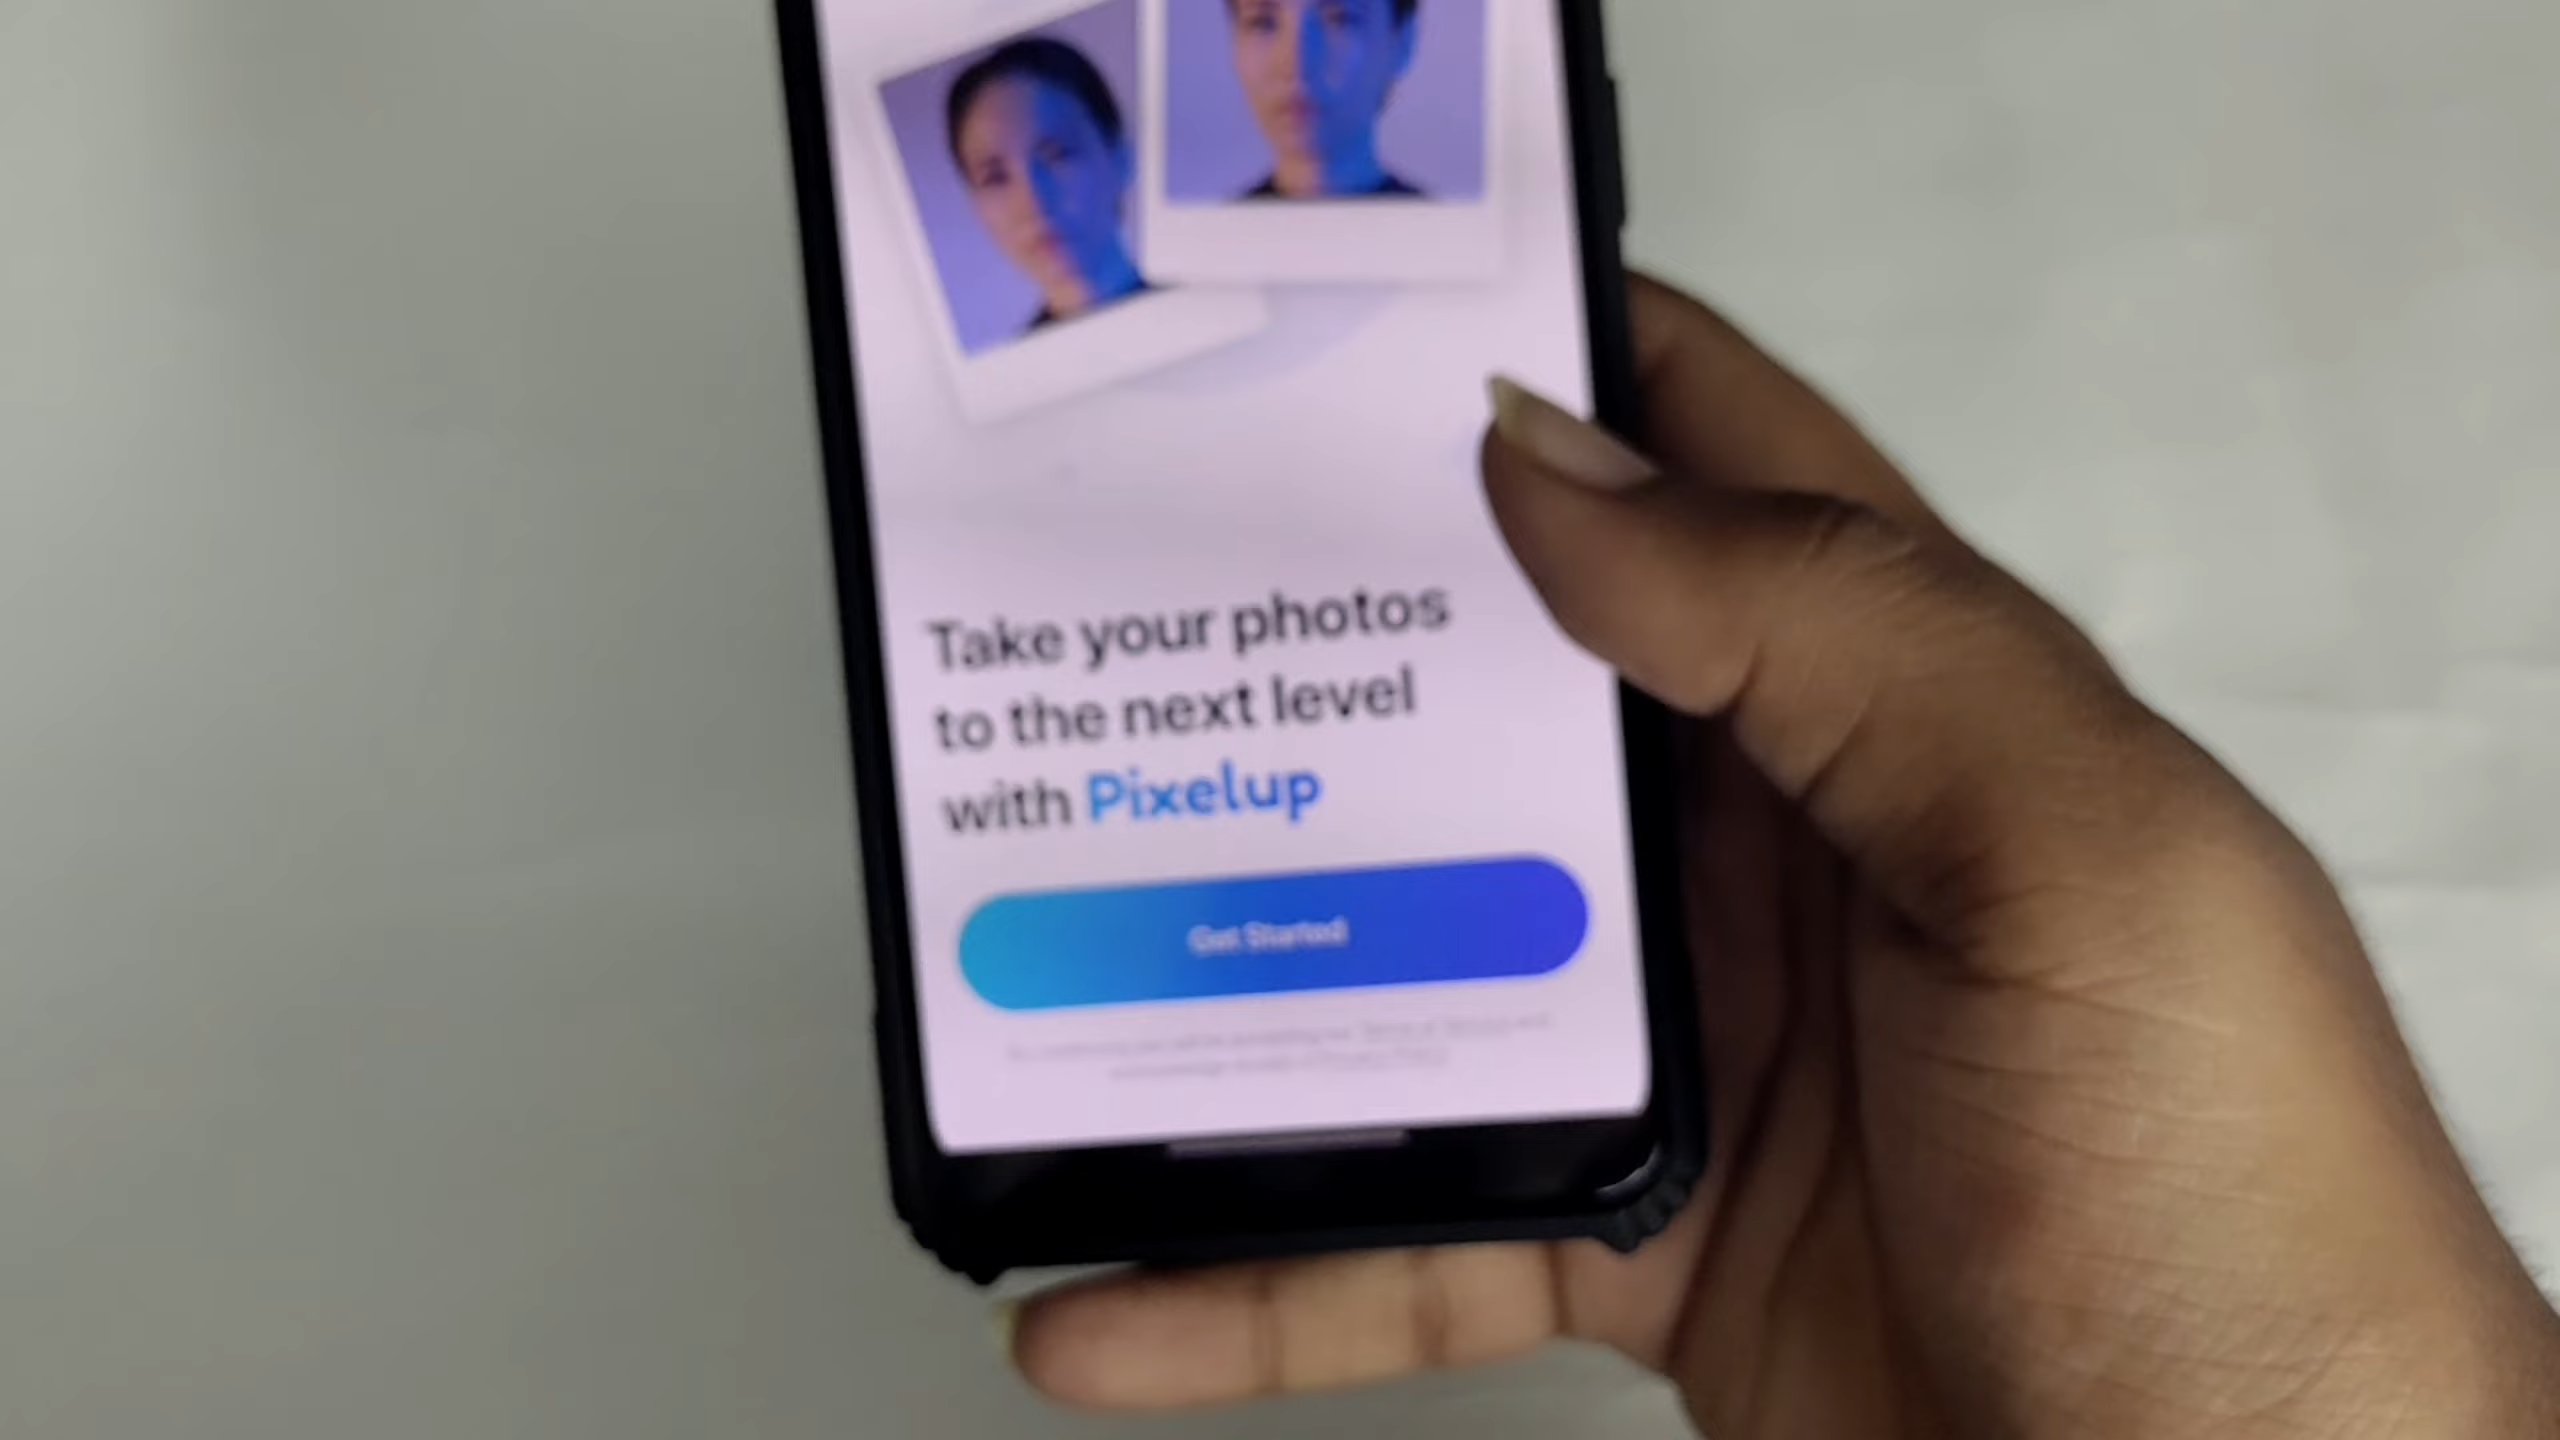 Take your photos
to the next level
with Pixelup
Get Started